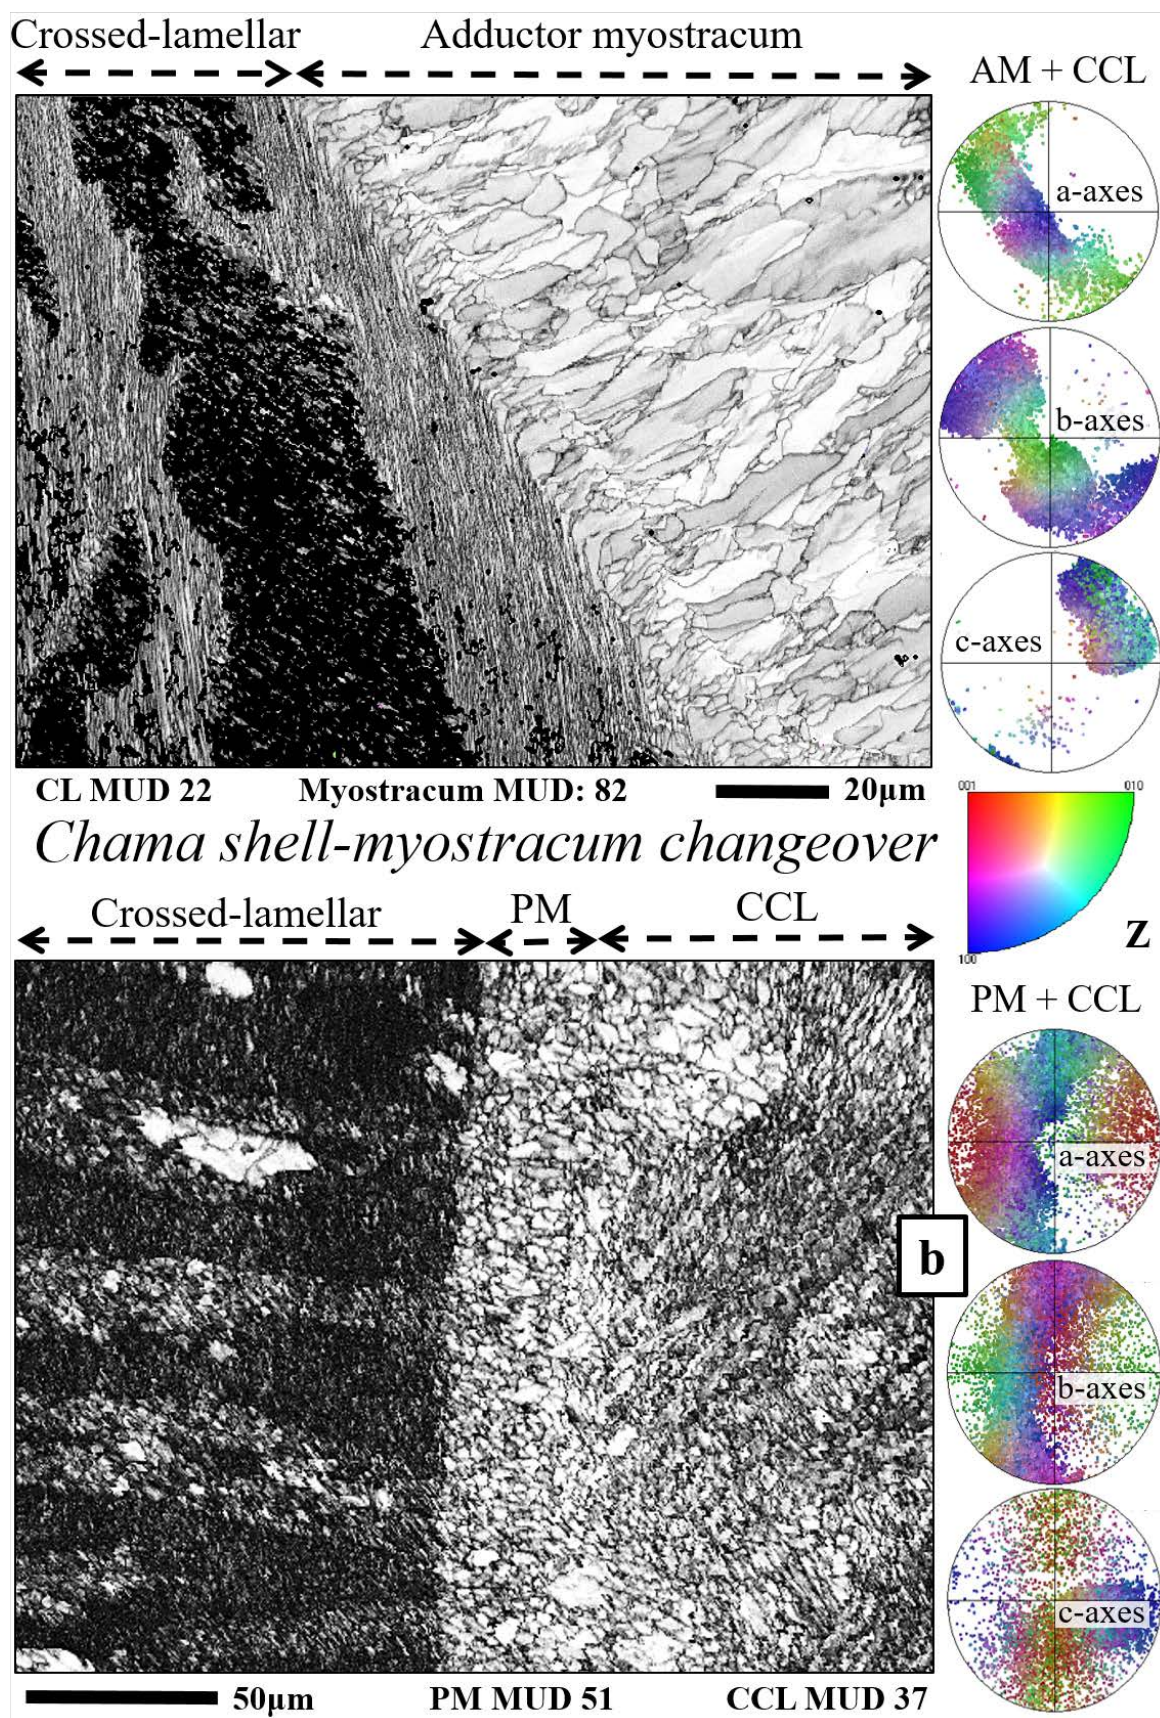 Crossed-lamellar Adductor myostracum
AM + CCL
a-axes
b-axes
c-axes
CL MUD 22 Myostracum MUD: 82 20μm
001 010
Chama shell-myostracum changeover
Crossed-lamellar PM CCL
Z
100
PM + CCL
a-axes
b
b-axes
c-axes
50μm PM MUD 51 CCL MUD 37